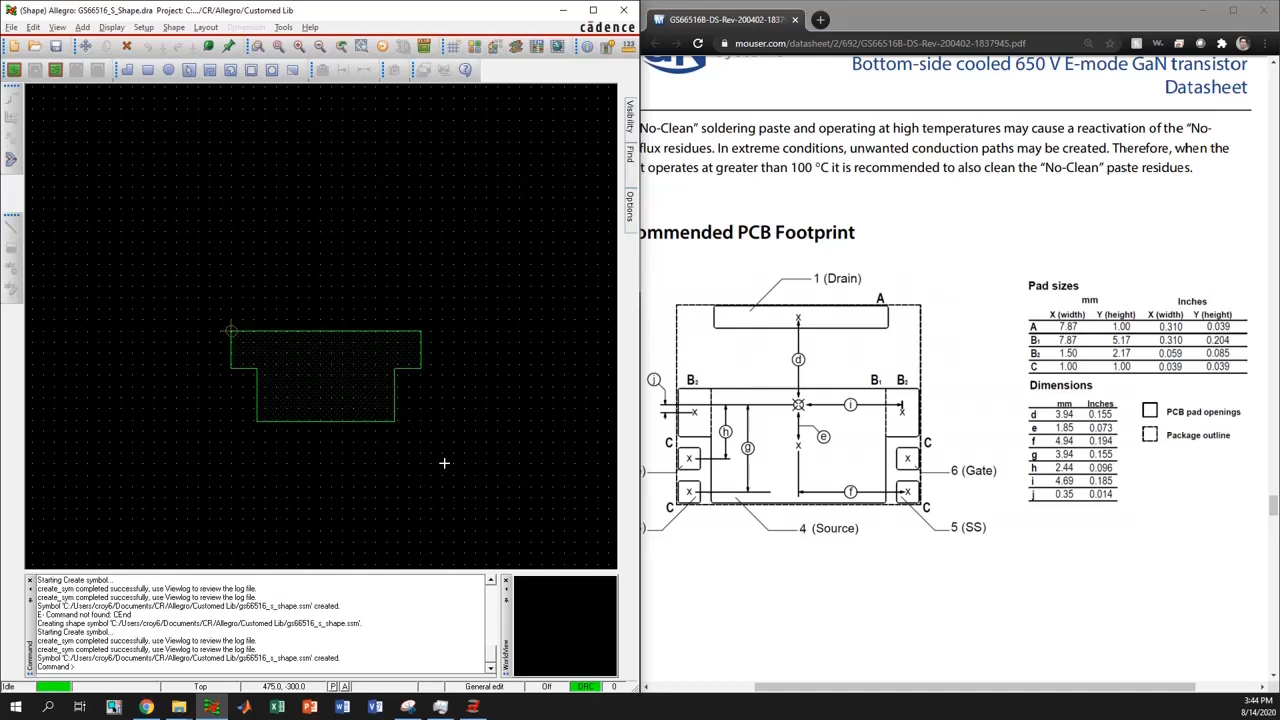 (Shape) Allegro: GS66516_S_Shape.dra Project: C:.../CR/Allegro/Customed Lib
File Edit View Add Display Setup Shape Layout Dimension Tools Help
cādence
GS66516B-DS-Rev-200402-1837
mouser.com/datasheet/2/692/GS66516B-DS-Rev-200402-1837945.pdf
Bottom-side cooled 650 V E-mode GaN transistor
Datasheet
No-Clean” soldering paste and operating at high temperatures may cause a reactivation of the “No-
flux residues. In extreme conditions, unwanted conduction paths may be created. Therefore, when the
t operates at greater than 100 °C it is recommended to also clean the “No-Clean” paste residues.
ommended PCB Footprint
Visibility
Find
Options
1 (Drain)
A
d
j
B2
B1
B2
i
h
e
g
C
C
6 (Gate)
f
C
C
4 (Source)
5 (SS)
Pad sizes
mm Inches
X (width) Y (height) X (width) Y (height)
A 7.87 1.00 0.310 0.039
B1 7.87 5.17 0.310 0.204
B2 1.50 2.17 0.059 0.085
C 1.00 1.00 0.039 0.039
Dimensions
mm Inches
d 3.94 0.155
e 1.85 0.073
f 4.94 0.194
g 3.94 0.155
h 2.44 0.096
i 4.69 0.185
j 0.35 0.014
PCB pad openings
Package outline
Starting Create symbol...
create_sym completed successfully, use Viewlog to review the log file.
create_sym completed successfully, use Viewlog to review the log file.
Symbol 'C:/Users/croy6/Documents/CR/Allegro/Customed Lib/gs66516_s_shape.ssm' created.
E- Command not found: CEnd
Creating shape symbol 'C:/Users/croy6/Documents/CR/Allegro/Customed Lib/gs66516_s_shape.ssm'.
Starting Create symbol...
create_sym completed successfully, use Viewlog to review the log file.
create_sym completed successfully, use Viewlog to review the log file.
Symbol 'C:/Users/croy6/Documents/CR/Allegro/Customed Lib/gs66516_s_shape.ssm' created.
Command >
Command
WorldView
Idle Top 475.0, -300.0 P A General edit Off DRC 0
3:44 PM
8/14/2020